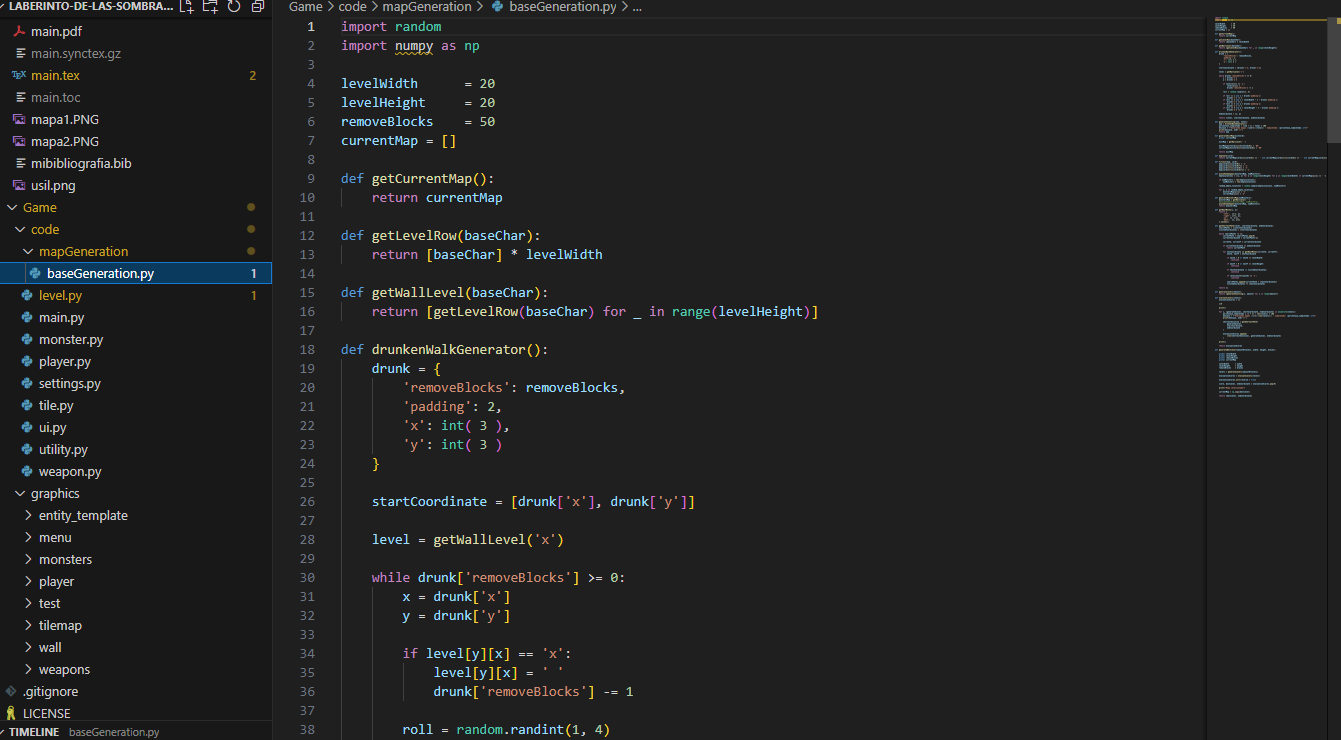 LABERINTO-DE-LAS-SOMBRA...
main.pdf
main.synctex.gz
TEX main.tex 2
main.toc
mapa1.PNG
mapa2.PNG
mibibliografia.bib
usil.png
Game
code
mapGeneration
baseGeneration.py 1
level.py 1
main.py
monster.py
player.py
settings.py
tile.py
ui.py
utility.py
weapon.py
graphics
entity_template
menu
monsters
player
test
tilemap
wall
weapons
.gitignore
LICENSE
TIMELINE baseGeneration.py
Game > code > mapGeneration > baseGeneration.py > ...
1 import random
2 import numpy as np
3
4 levelWidth      = 20
5 levelHeight     = 20
6 removeBlocks    = 50
7 currentMap = []
8
9 def getCurrentMap():
10     return currentMap
11
12 def getLevelRow(baseChar):
13     return [baseChar] * levelWidth
14
15 def getWallLevel(baseChar):
16     return [getLevelRow(baseChar) for _ in range(levelHeight)]
17
18 def drunkenWalkGenerator():
19     drunk = {
20         'removeBlocks': removeBlocks,
21         'padding': 2,
22         'x': int( 3 ),
23         'y': int( 3 )
24     }
25
26     startCoordinate = [drunk['x'], drunk['y']]
27
28     level = getWallLevel('x')
29
30     while drunk['removeBlocks'] >= 0:
31         x = drunk['x']
32         y = drunk['y']
33
34         if level[y][x] == 'x':
35             level[y][x] = ' '
36             drunk['removeBlocks'] -= 1
37
38         roll = random.randint(1, 4)